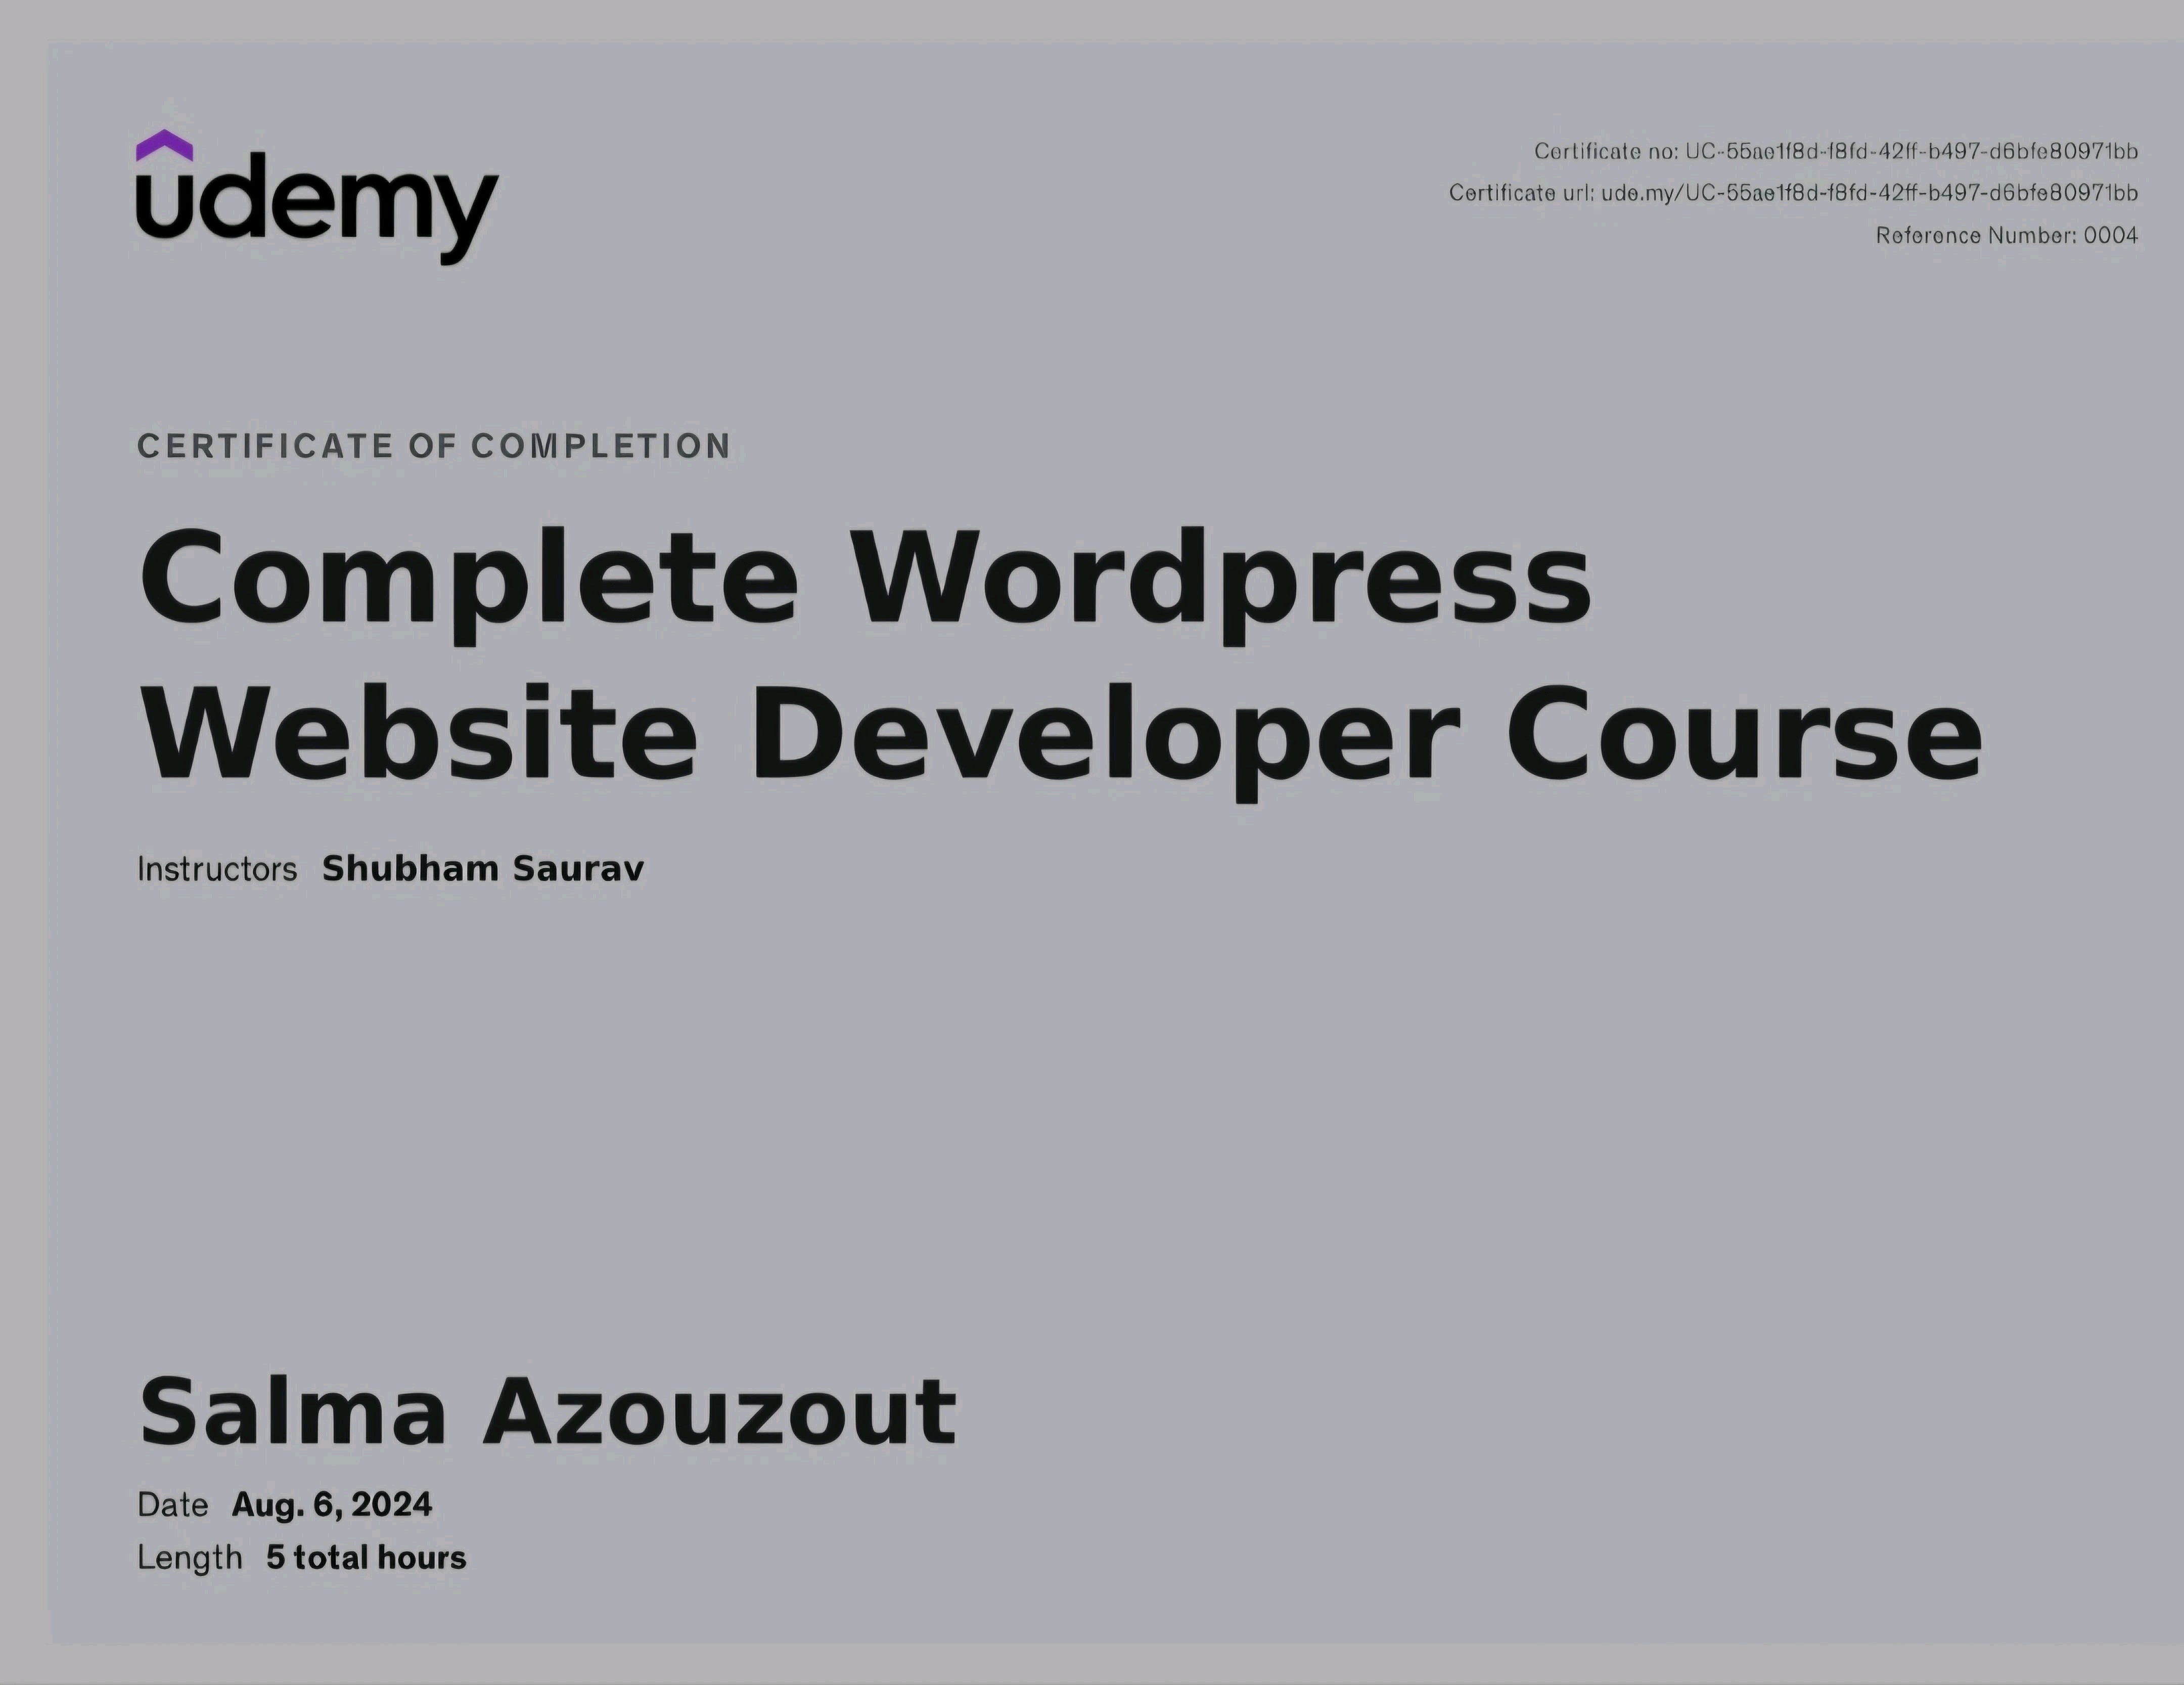 udemy
Certificate no: UC-55ae1f8d-f8fd-42ff-b497-d6bfe80971bb
Certificate url: ude.my/UC-55ae1f8d-f8fd-42ff-b497-d6bfe80971bb
Reference Number: 0004
CERTIFICATE OF COMPLETION
Complete Wordpress
Website Developer Course
Instructors Shubham Saurav
Salma Azouzout
Date Aug. 6, 2024
Length 5 total hours